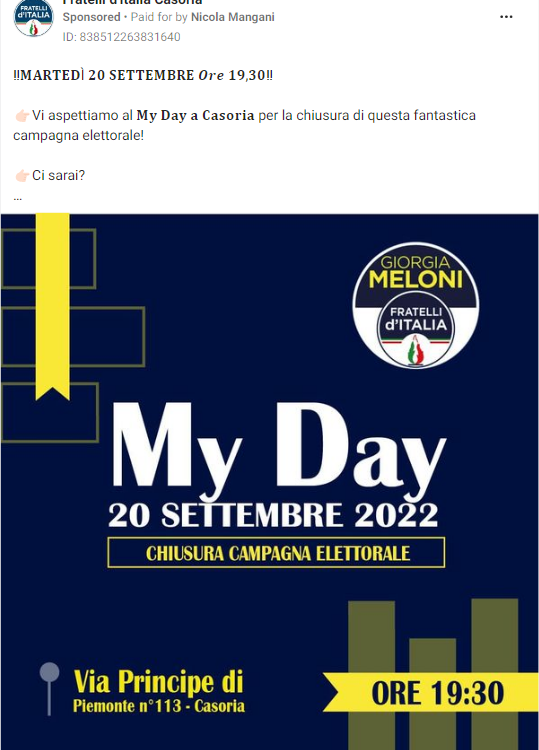 Fratelli d'Italia Casoria
Sponsored • Paid for by Nicola Mangani
ID: 838512263831640
‼MARTEDÌ 20 SETTEMBRE Ore 19,30‼
👉Vi aspettiamo al My Day a Casoria per la chiusura di questa fantastica
campagna elettorale!
👉Ci sarai?
...
FRATELLI
d'ITALIA
GIORGIA
MELONI
FRATELLI
d'ITALIA
My Day
20 SETTEMBRE 2022
CHIUSURA CAMPAGNA ELETTORALE
Via Principe di
Piemonte n°113 - Casoria
ORE 19:30